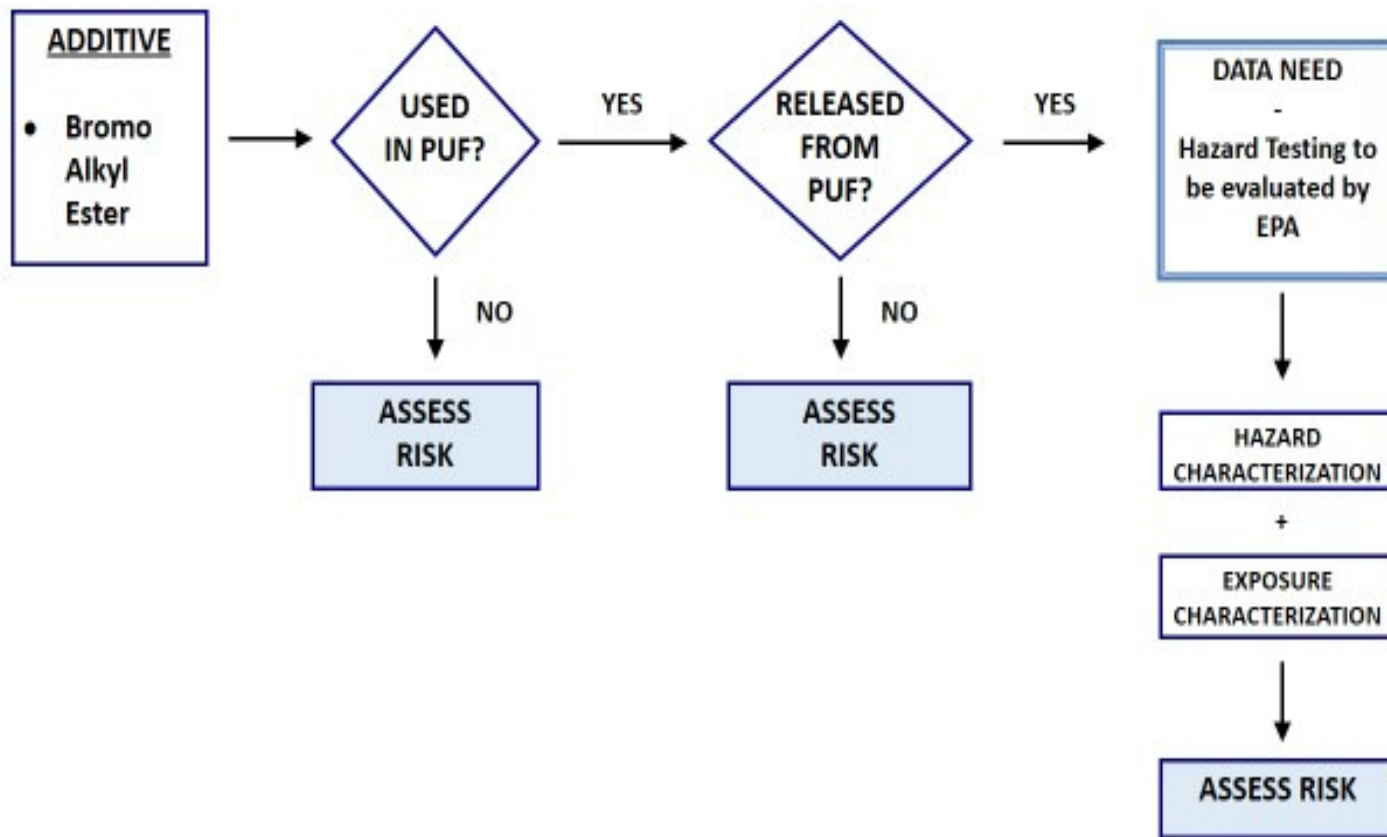 ADDITIVE
• Bromo
Alkyl
Ester
USED
IN PUF?
YES
RELEASED
FROM
PUF?
YES
DATA NEED
-
Hazard Testing to
be evaluated by
EPA
NO
NO
ASSESS
RISK
ASSESS
RISK
HAZARD
CHARACTERIZATION
+
EXPOSURE
CHARACTERIZATION
ASSESS RISK